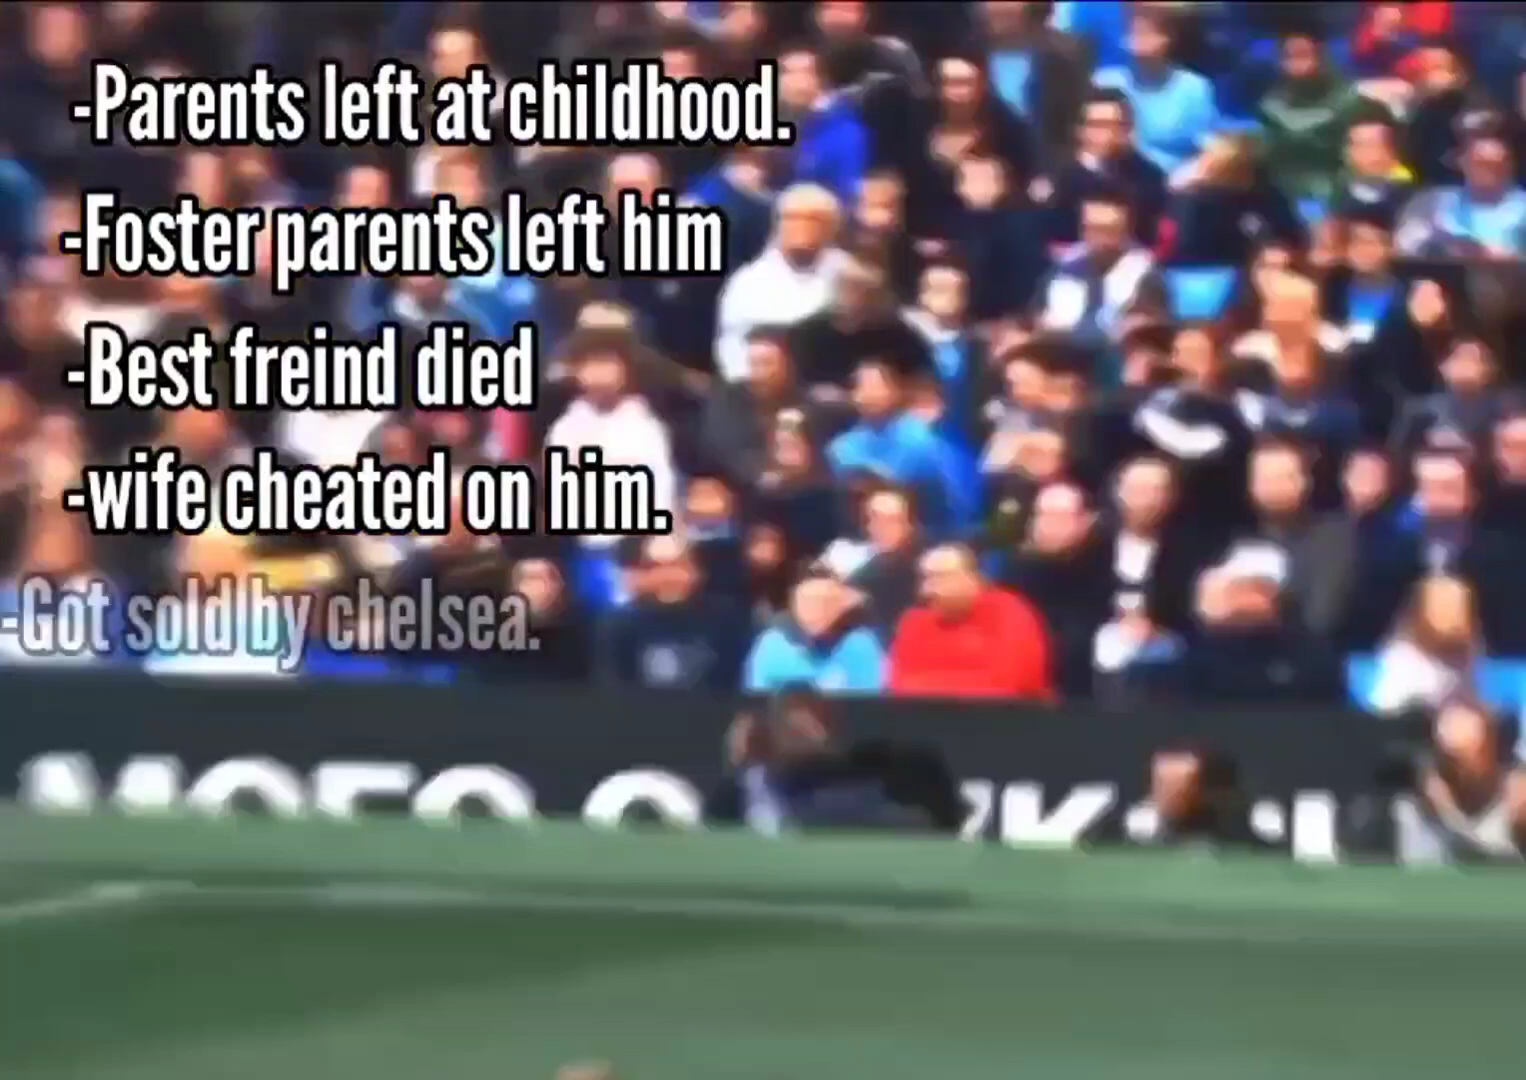 -Parents left at childhood.
-Foster parents left him
-Best freind died
-wife cheated on him.
-Got sold by chelsea.